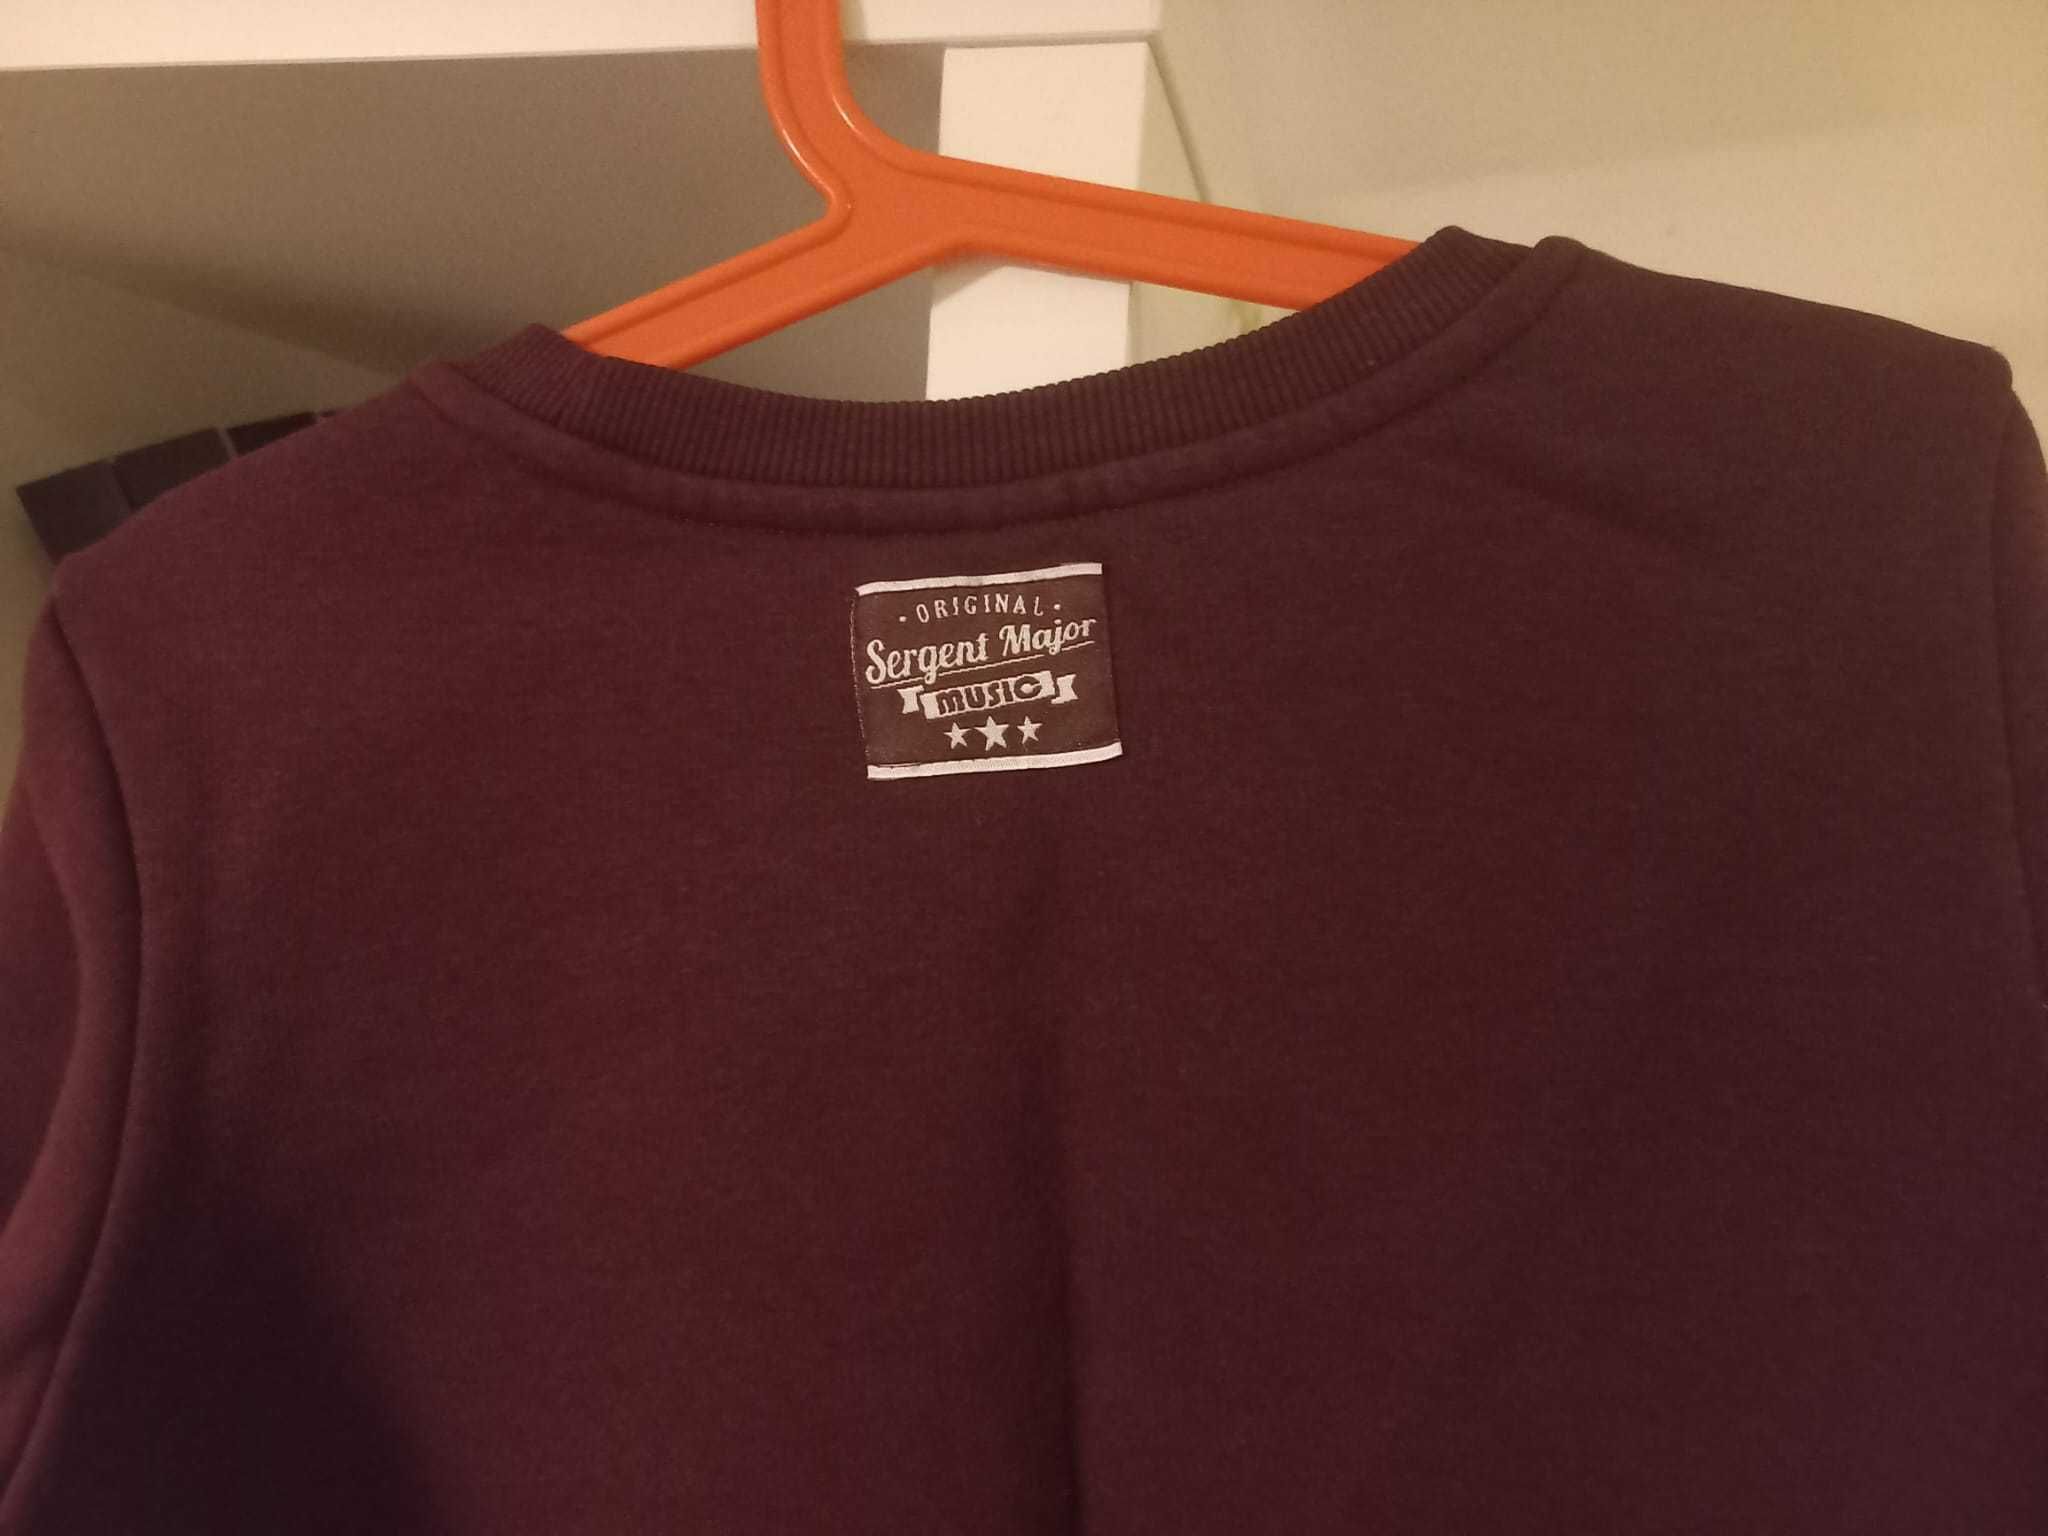 • ORIGINAL •
Sergent Major
MUSIC